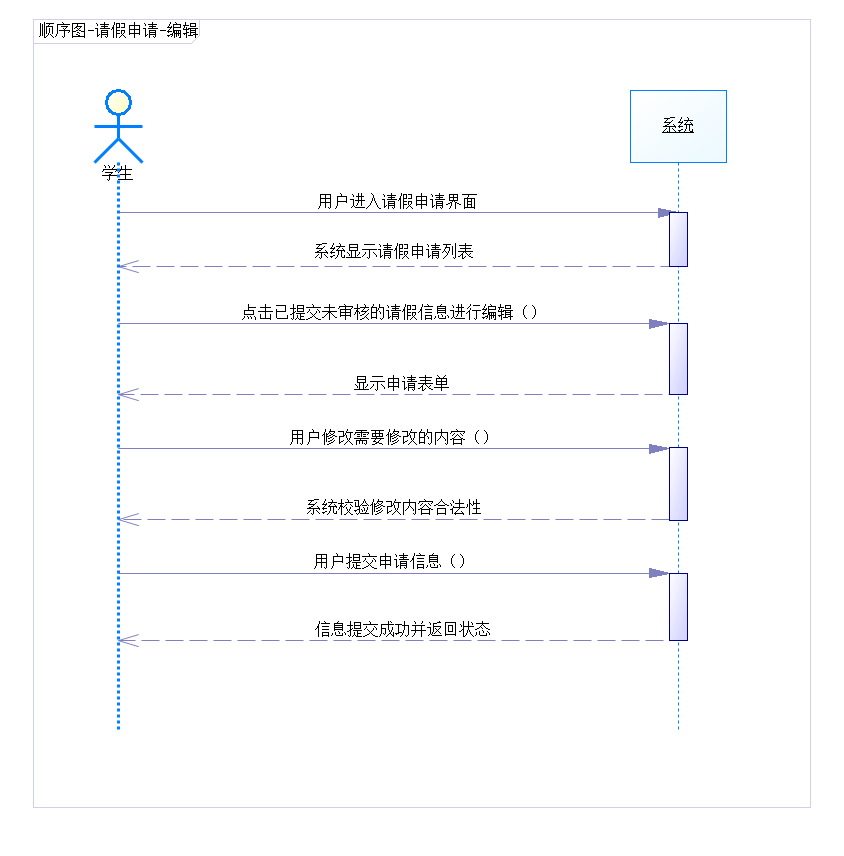 顺序图-请假申请-编辑
系统
学生
用户进入请假申请界面
系统显示请假申请列表
点击已提交未审核的请假信息进行编辑（）
显示申请表单
用户修改需要修改的内容（）
系统校验修改内容合法性
用户提交申请信息（）
信息提交成功并返回状态